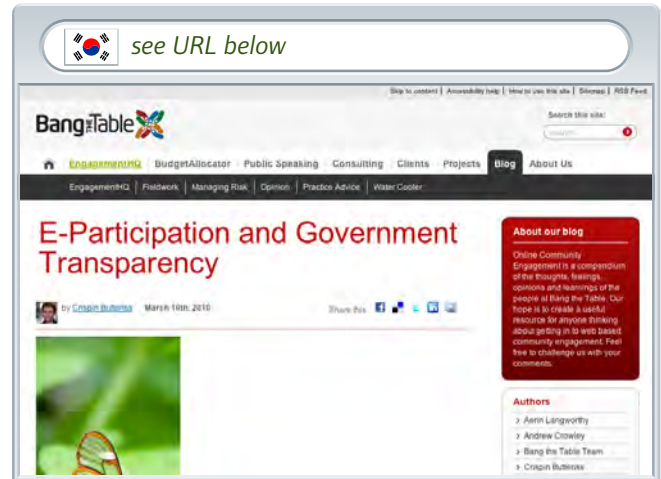 see URL below
Skip to content | Accessibility help | How to use this site | Sitemap | RSS Feed
Bang THE Table
Search this site:
EngagementHQ BudgetAllocator Public Speaking Consulting Clients Projects Blog About Us
EngagementHQ | Fieldwork | Managing Risk | Opinion | Practice Advice | Water Cooler
E-Participation and Government
Transparency
by Crispin Butteriss March 10th, 2010 Share this
About our blog
Online Community
Engagement is a compendium
of the thoughts, feelings,
opinions and learnings of the
people at Bang the Table. Our
hope is to create a useful
resource for anyone thinking
about getting in to web based
community engagement. Feel
free to challenge us with your
comments.
Authors
> Aerin Langworthy
> Andrew Crowley
> Bang the Table Team
> Crispin Butteriss